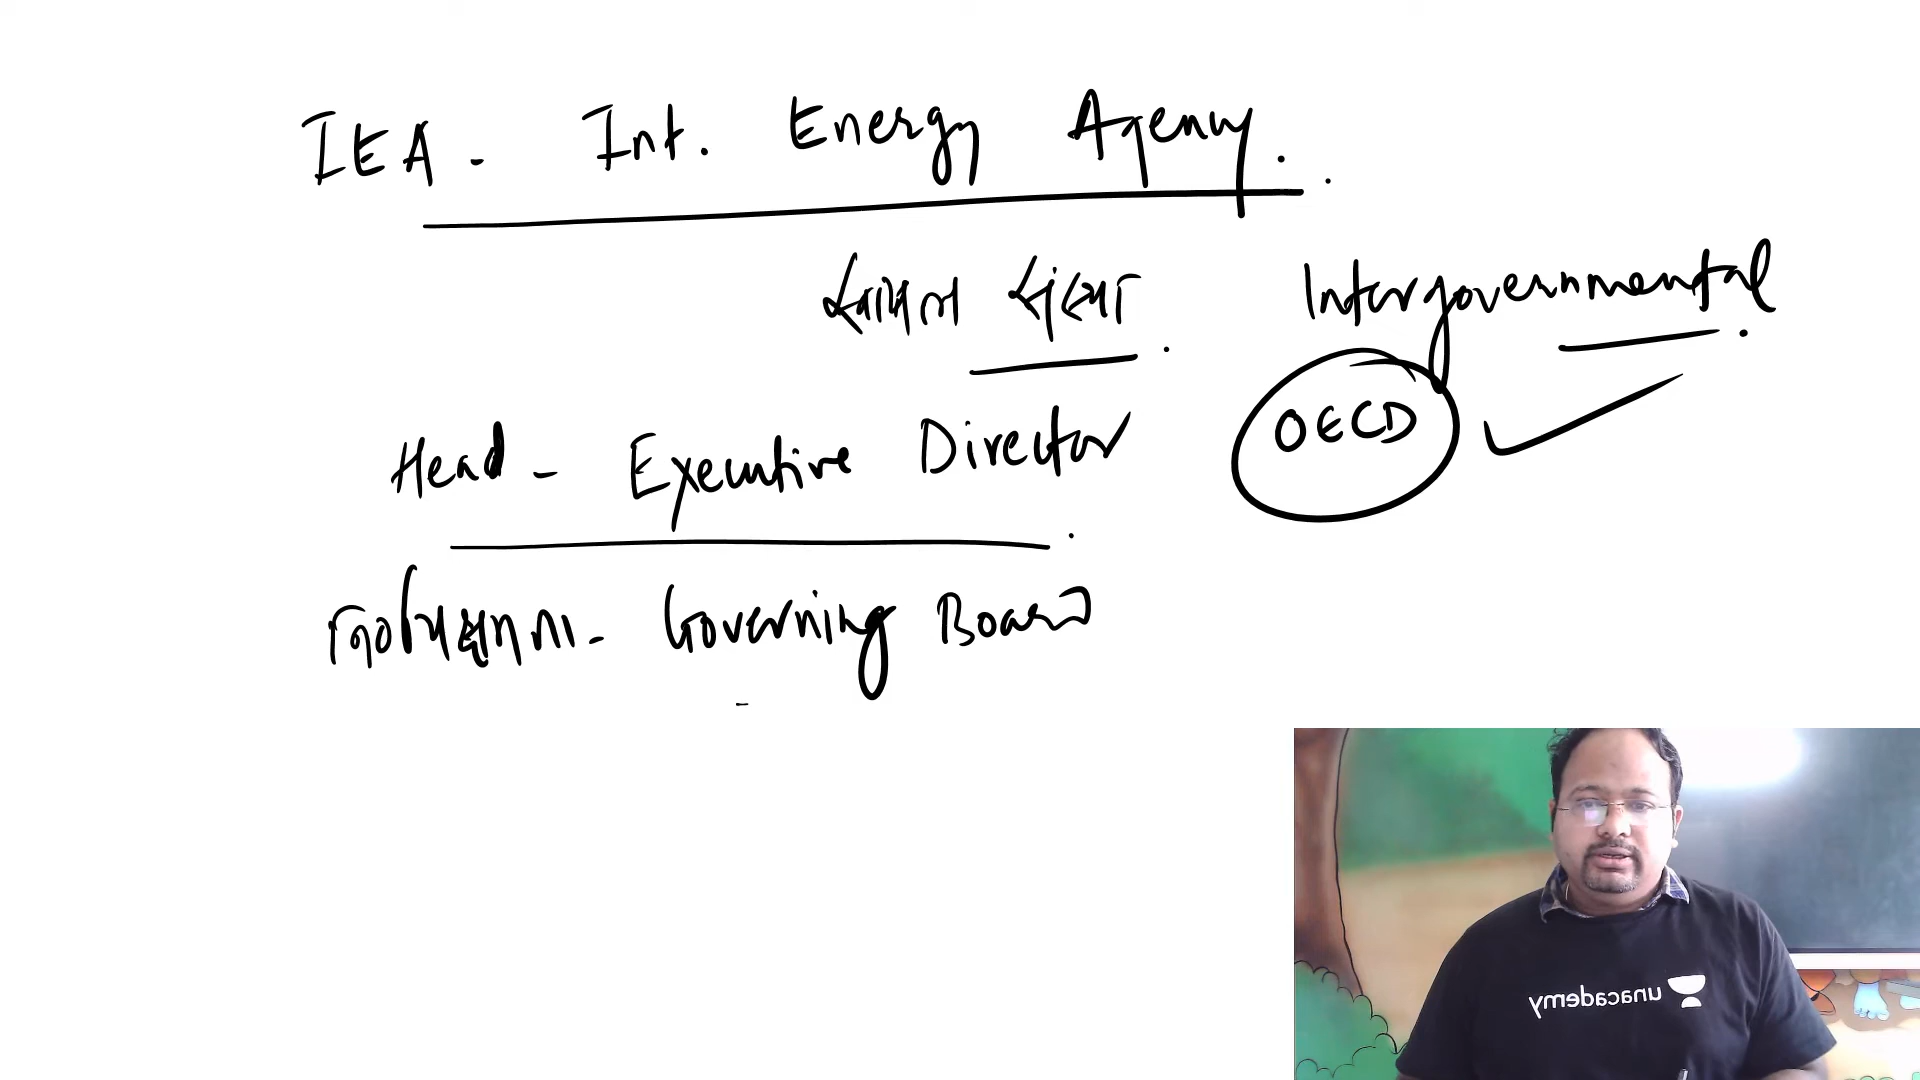 IEA - Int. Energy Agency.
Intergovernmental
OECD
Head - Executive Director
Governing Board
unacademy